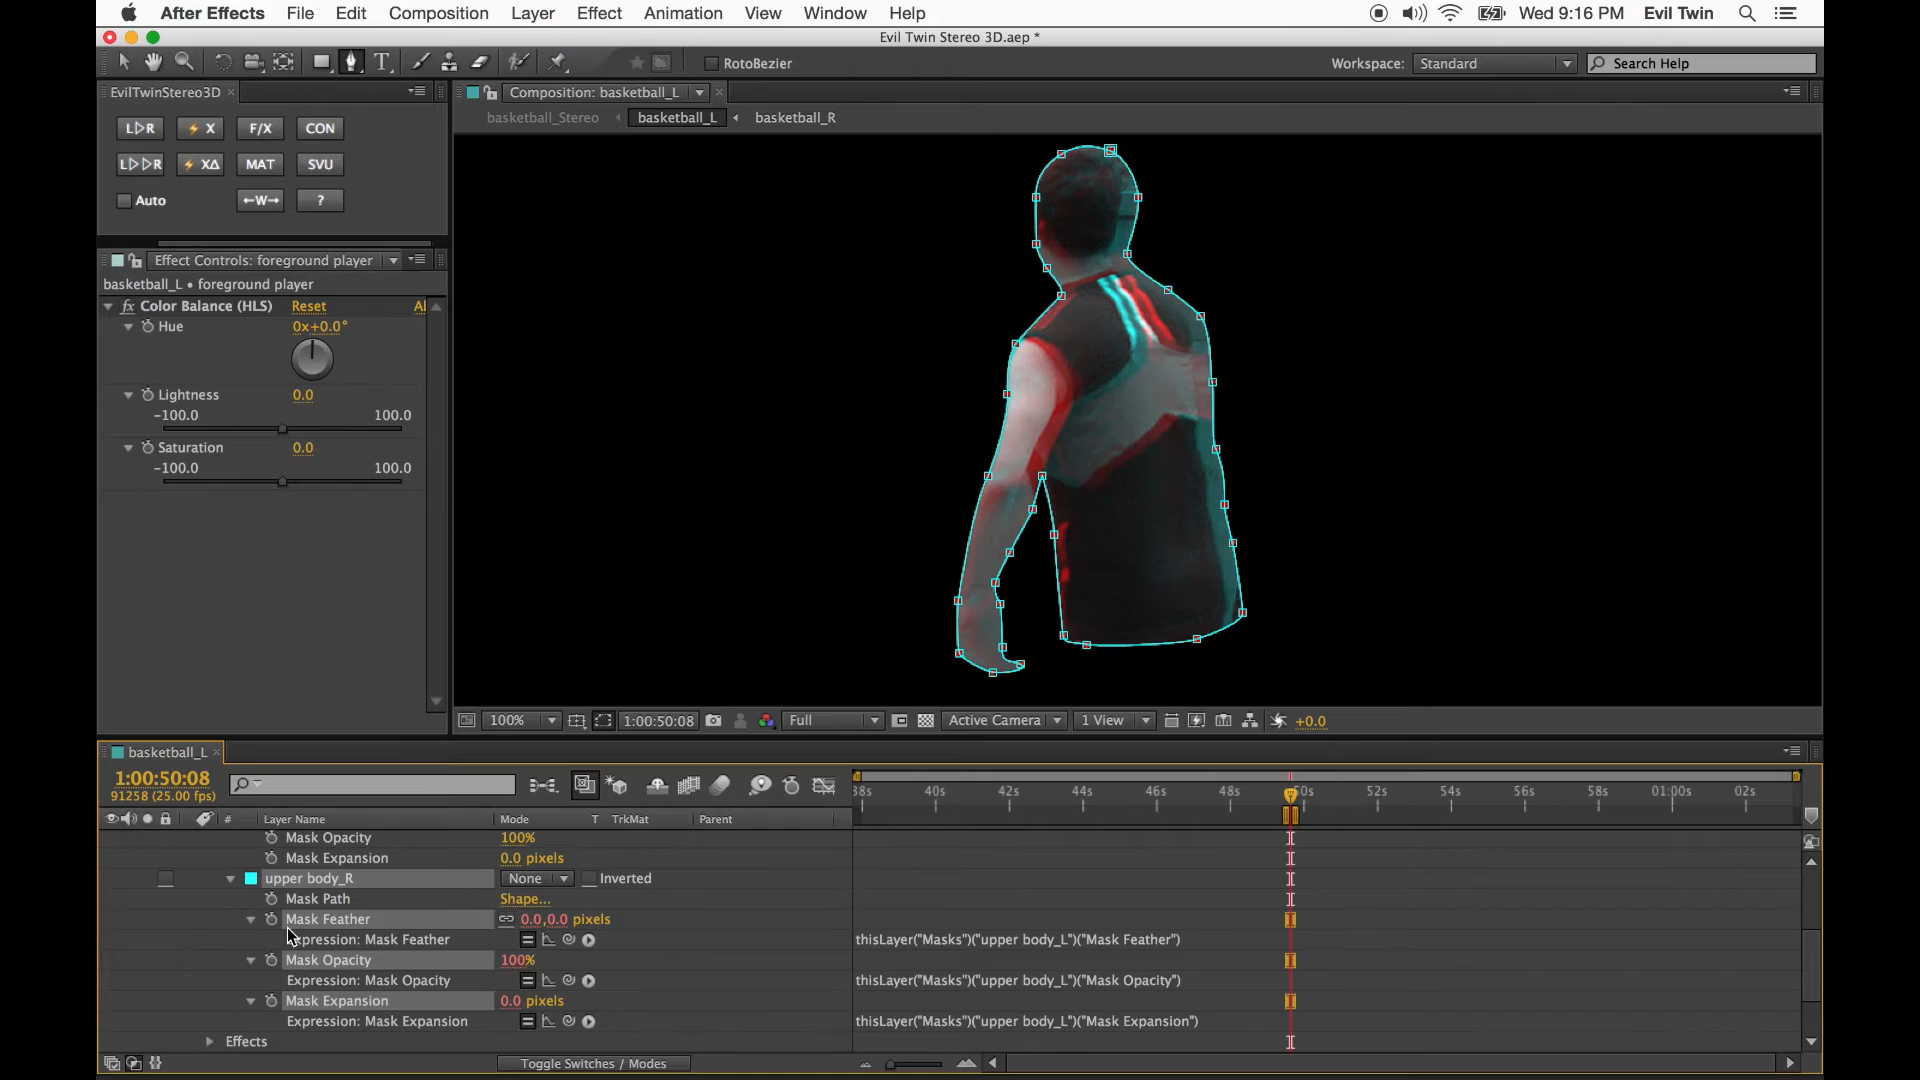 After Effects File Edit Composition Layer Effect Animation View Window Help Wed 9:16 PM Evil Twin
Evil Twin Stereo 3D.aep *
T RotoBezier Workspace: Standard Search Help
EvilTwinStereo3D Composition: basketball_L
basketball_Stereo basketball_L basketball_R
L▷R ⚡X F/X CON
L▷▷R ⚡XΔ MAT SVU
Auto ←W→ ?
Effect Controls: foreground player
basketball_L • foreground player
fx Color Balance (HLS) Reset
Hue 0x+0.0°
Lightness 0.0
-100.0 100.0
Saturation 0.0
-100.0 100.0
100% 1:00:50:08 Full Active Camera 1 View +0.0
basketball_L
1:00:50:08
91258 (25.00 fps)
38s 40s 42s 44s 46s 48s 50s 52s 54s 56s 58s 01:00s 02s
# Layer Name Mode T TrkMat Parent
Mask Opacity 100%
Mask Expansion 0.0 pixels
upper body_R None Inverted
Mask Path Shape...
Mask Feather 0.0,0.0 pixels
Expression: Mask Feather thisLayer("Masks")("upper body_L")("Mask Feather")
Mask Opacity 100%
Expression: Mask Opacity thisLayer("Masks")("upper body_L")("Mask Opacity")
Mask Expansion 0.0 pixels
Expression: Mask Expansion thisLayer("Masks")("upper body_L")("Mask Expansion")
Effects
Toggle Switches / Modes